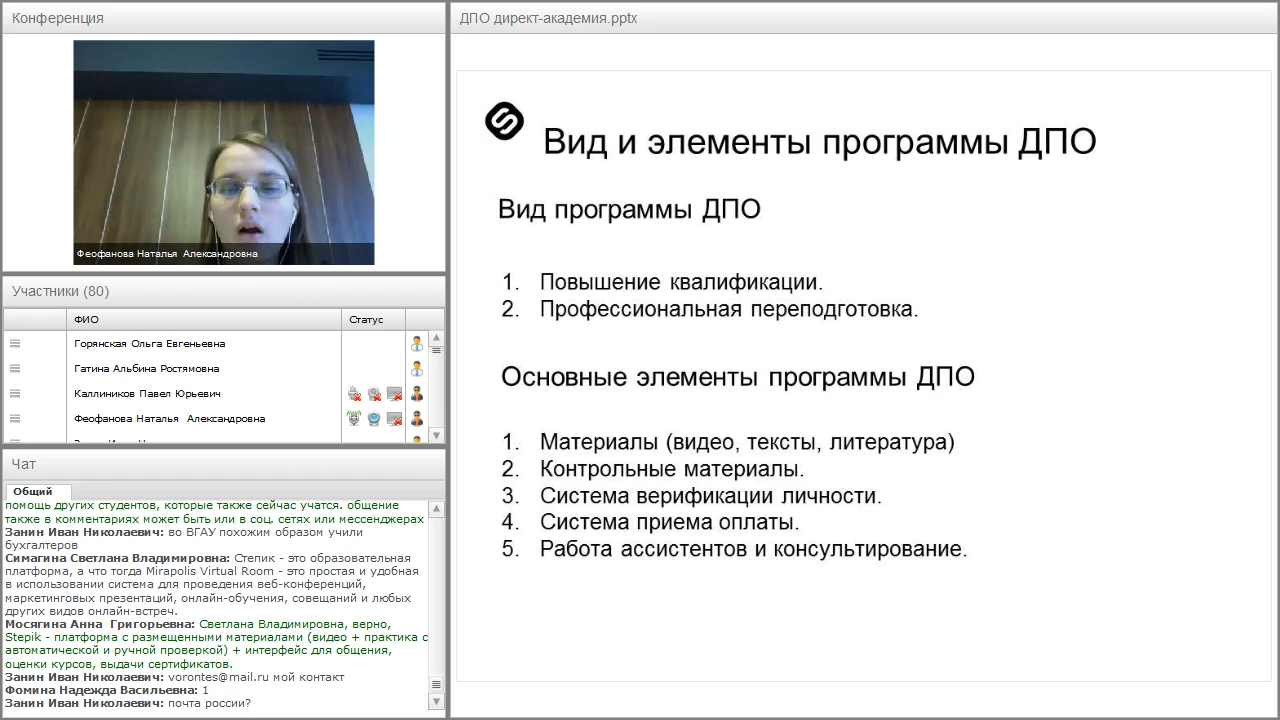 Конференция
Феофанова Наталья Александровна
Участники (80)
ФИО
Статус
Горянская Ольга Евгеньевна
Гатина Альбина Ростямовна
Каллиников Павел Юрьевич
Феофанова Наталья Александровна
Чат
Общий
помощь других студентов, которые также сейчас учатся. общение
также в комментариях может быть или в соц. сетях или мессенджерах
Занин Иван Николаевич: во ВГАУ похожим образом учили
бухгалтеров
Симагина Светлана Владимировна: Степик - это образовательная
платформа, а что тогда Mirapolis Virtual Room - это простая и удобная
в использовании система для проведения веб-конференций,
маркетинговых презентаций, онлайн-обучения, совещаний и любых
других видов онлайн-встреч.
Мосягина Анна Григорьевна: Светлана Владимировна, верно,
Stepik - платформа с размещенными материалами (видео + практика с
автоматической и ручной проверкой) + интерфейс для общения,
оценки курсов, выдачи сертификатов.
Занин Иван Николаевич: vorontes@mail.ru мой контакт
Фомина Надежда Васильевна: 1
Занин Иван Николаевич: почта россии?
ДПО директ-академия.pptx
Вид и элементы программы ДПО
Вид программы ДПО
1. Повышение квалификации.
2. Профессиональная переподготовка.
Основные элементы программы ДПО
1. Материалы (видео, тексты, литература)
2. Контрольные материалы.
3. Система верификации личности.
4. Система приема оплаты.
5. Работа ассистентов и консультирование.